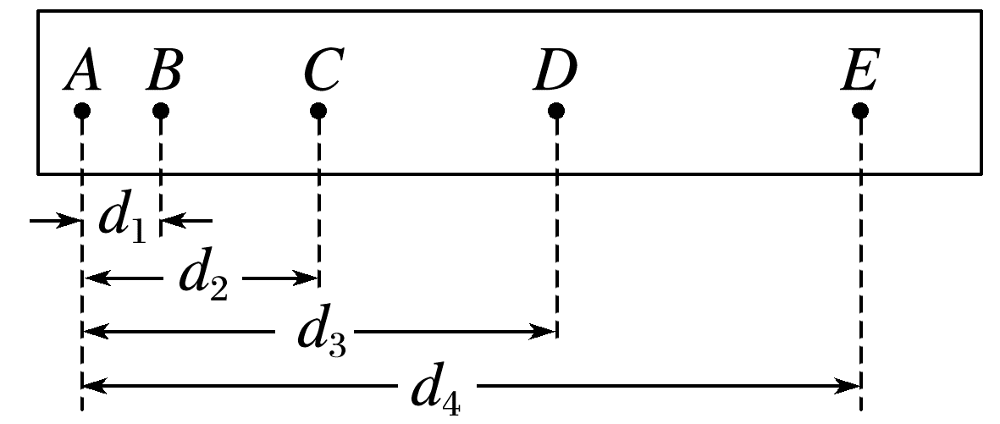 A B C D E
d₁
d₂
d₃
d₄